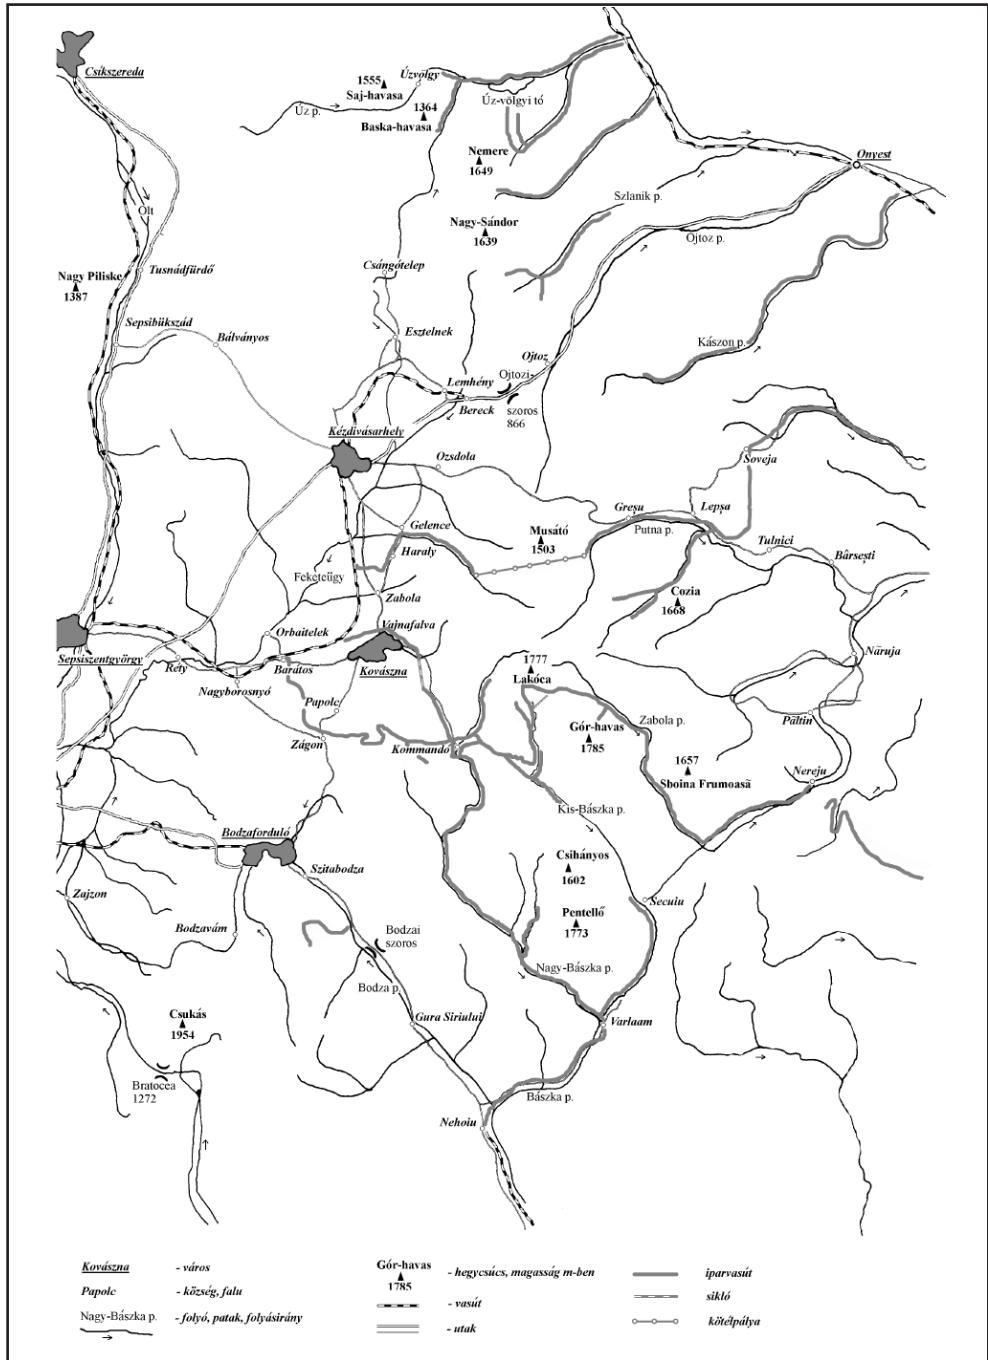 Csíkszereda
1555
Saj-havasa
Úzvölgy
Úz p.
1364
Baska-havasa
Úz-völgyi tó
Nemere
1649
Onyest
Szlanik p.
Nagy-Sándor
1639
Ojtoz p.
Olt
Tusnádfürdő
Nagy Piliske
1387
Csángótelep
Sepsibükszád
Bálványos
Esztelnek
Kászon p.
Ojtoz
Lemhény
Ojtozi-
szoros
866
Bereck
Kézdivásárhely
Ozsdola
Soveja
Greșu
Lepșa
Putna p.
Gelence
Musátó
1503
Tulnici
Haraly
Bârsești
Feketeügy
Zabola
Cozia
1668
Orbaitelek
Vajnafalva
Sepsiszentgyörgy
Réty
Barátos
Kovászna
Năruja
1777
Lakóca
Nagyborosnyó
Papolc
Zabola p.
Păltin
Gór-havas
1785
Zágon
Kommandó
1657
Sboina Frumoasă
Nereju
Kis-Bászka p.
Bodzaforduló
Szitabodza
Csihányos
1602
Zajzon
Secuiu
Pentellő
1773
Bodzavám
Bodzai
szoros
Nagy-Bászka p.
Bodza p.
Csukás
1954
Gura Siriului
Varlaam
Bratocea
1272
Bászka p.
Nehoiu
Kovászna - város
Papolc - község, falu
Nagy-Bászka p. - folyó, patak, folyásirány
Gór-havas
1785
- hegycsúcs, magasság m-ben
- vasút
- utak
iparvasút
sikló
kötélpálya